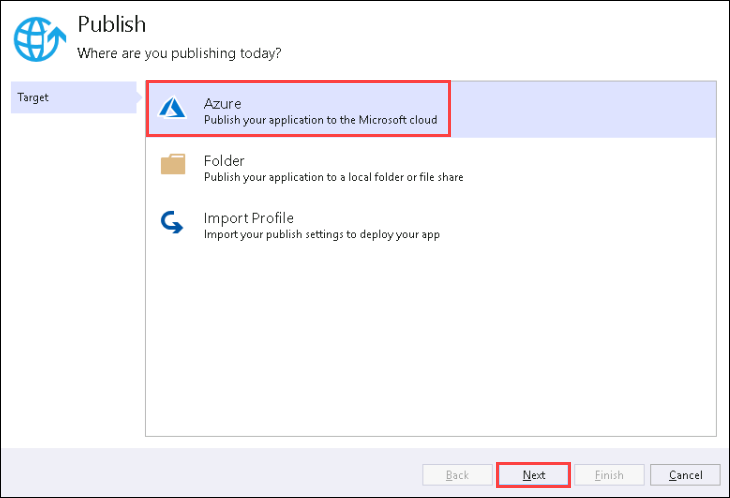 Publish
Where are you publishing today?
Target
Azure
Publish your application to the Microsoft cloud
Folder
Publish your application to a local folder or file share
Import Profile
Import your publish settings to deploy your app
Back
Next
Finish
Cancel